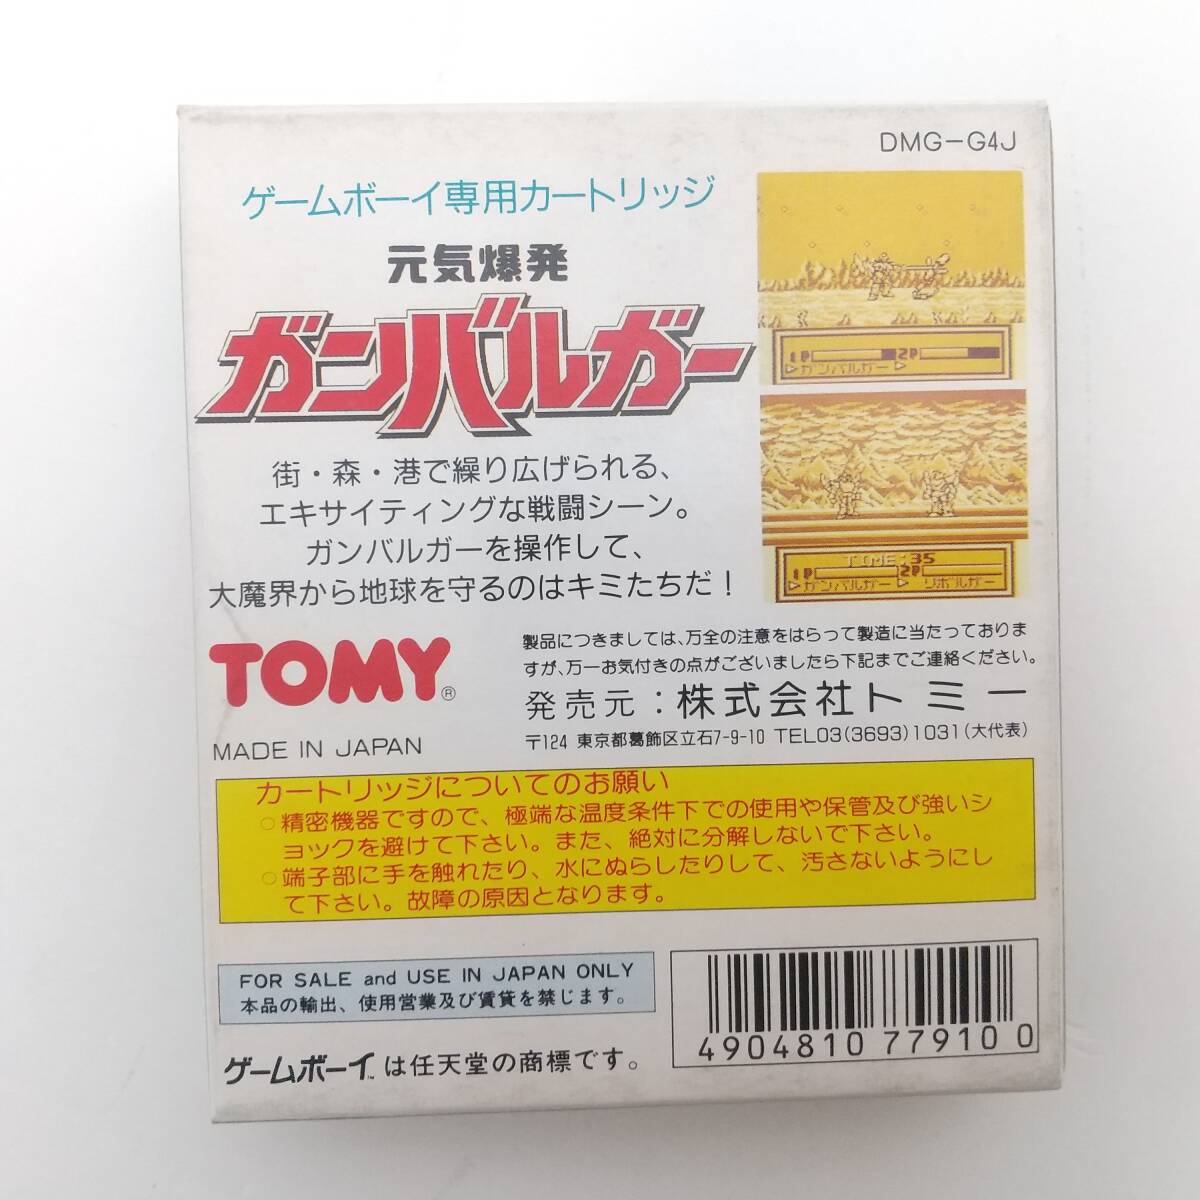 DMG-G4J
ゲームボーイ専用カートリッジ
元気爆発
ガンバルガー
街・森・港で繰り広げられる、
エキサイティングな戦闘シーン。
ガンバルガーを操作して、
大魔界から地球を守るのはキミたちだ！
1P 2P
▷ガンバルガー ▷
TIME:35
1P 2P
▷ガンバルガー ▷リボルガー
TOMY®
MADE IN JAPAN
製品につきましては、万全の注意をはらって製造に当たっておりま
すが、万一お気付きの点がございましたら下記までご連絡ください。
発売元：株式会社トミー
〒124 東京都葛飾区立石7-9-10 TEL03(3693)1031(大代表)
カートリッジについてのお願い
○精密機器ですので、極端な温度条件下での使用や保管及び強いシ
ョックを避けて下さい。また、絶対に分解しないで下さい。
○端子部に手を触れたり、水にぬらしたりして、汚さないようにし
て下さい。故障の原因となります。
FOR SALE and USE IN JAPAN ONLY
本品の輸出、使用営業及び賃貸を禁じます。
ゲームボーイ™は任天堂の商標です。
4904810 77910 0